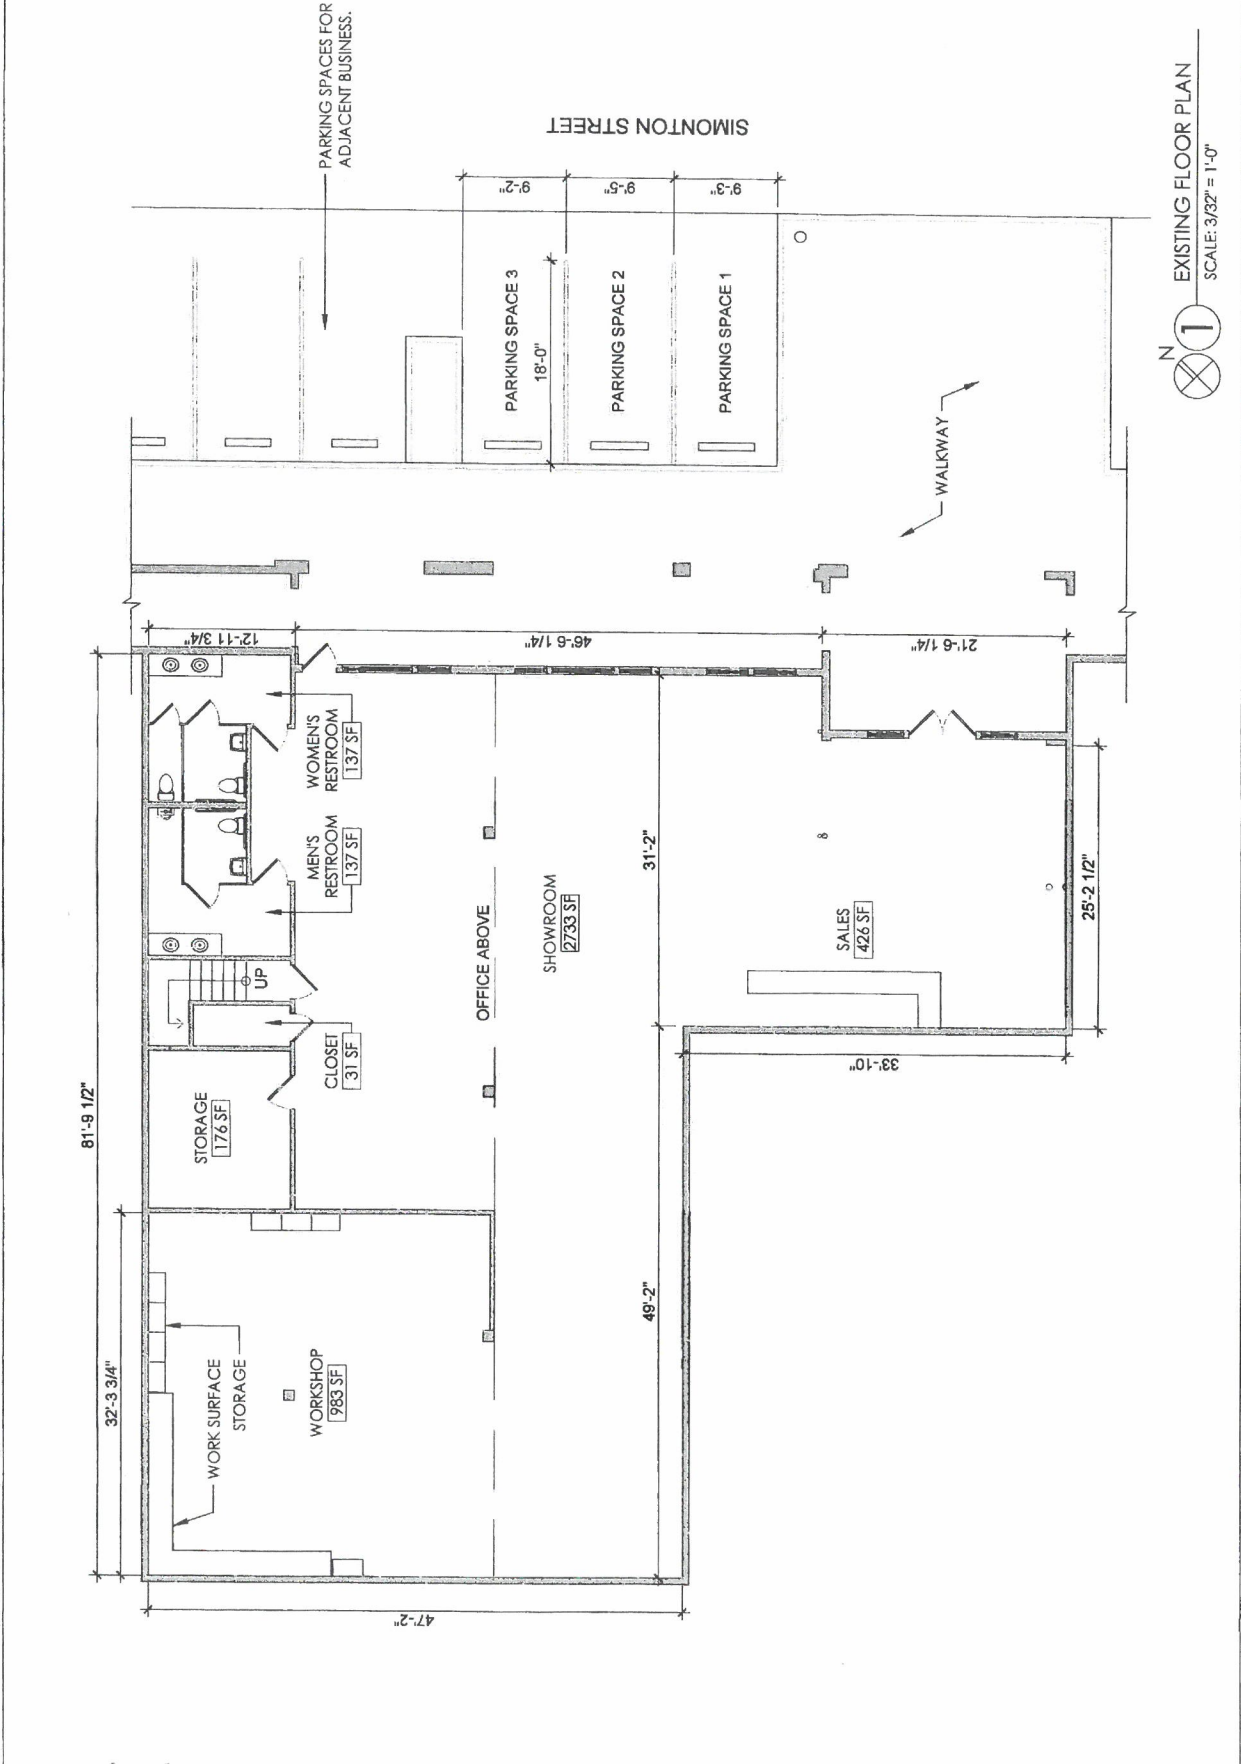 PARKING SPACES FOR
ADJACENT BUSINESS.
SIMONTON STREET
9'-2"
9'-5"
9'-3"
PARKING SPACE 3
18'-0"
PARKING SPACE 2
PARKING SPACE 1
WALKWAY
12'-11 3/4"
46'-6 1/4"
21'-6 1/4"
WOMEN'S
RESTROOM
137 SF
MEN'S
RESTROOM
137 SF
UP
CLOSET
31 SF
STORAGE
176 SF
OFFICE ABOVE
SHOWROOM
2733 SF
31'-2"
SALES
426 SF
25'-2 1/2"
33'-10"
81'-9 1/2"
32'-3 3/4"
WORK SURFACE
STORAGE
WORKSHOP
983 SF
49'-2"
47'-2"
N
1
EXISTING FLOOR PLAN
SCALE: 3/32" = 1'-0"